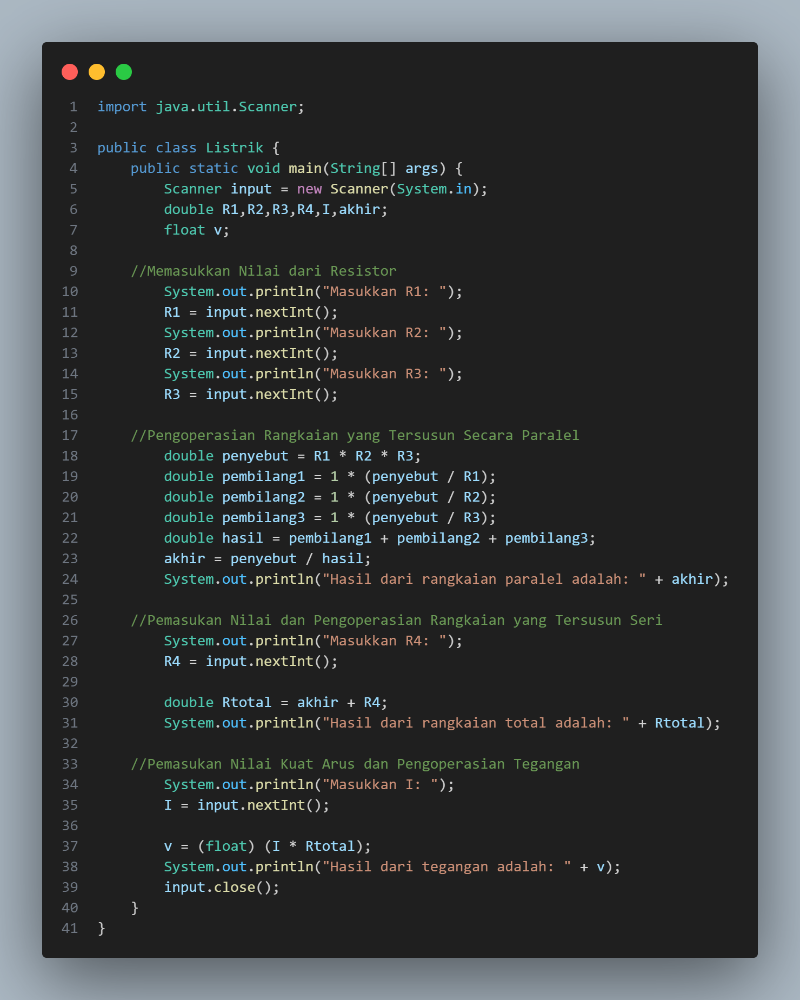 1 import java.util.Scanner;
2
3 public class Listrik {
4     public static void main(String[] args) {
5         Scanner input = new Scanner(System.in);
6         double R1,R2,R3,R4,I,akhir;
7         float v;
8
9     //Memasukkan Nilai dari Resistor
10         System.out.println("Masukkan R1: ");
11         R1 = input.nextInt();
12         System.out.println("Masukkan R2: ");
13         R2 = input.nextInt();
14         System.out.println("Masukkan R3: ");
15         R3 = input.nextInt();
16
17     //Pengoperasian Rangkaian yang Tersusun Secara Paralel
18         double penyebut = R1 * R2 * R3;
19         double pembilang1 = 1 * (penyebut / R1);
20         double pembilang2 = 1 * (penyebut / R2);
21         double pembilang3 = 1 * (penyebut / R3);
22         double hasil = pembilang1 + pembilang2 + pembilang3;
23         akhir = penyebut / hasil;
24         System.out.println("Hasil dari rangkaian paralel adalah: " + akhir);
25
26     //Pemasukan Nilai dan Pengoperasian Rangkaian yang Tersusun Seri
27         System.out.println("Masukkan R4: ");
28         R4 = input.nextInt();
29
30         double Rtotal = akhir + R4;
31         System.out.println("Hasil dari rangkaian total adalah: " + Rtotal);
32
33     //Pemasukan Nilai Kuat Arus dan Pengoperasian Tegangan
34         System.out.println("Masukkan I: ");
35         I = input.nextInt();
36
37         v = (float) (I * Rtotal);
38         System.out.println("Hasil dari tegangan adalah: " + v);
39         input.close();
40     }
41 }